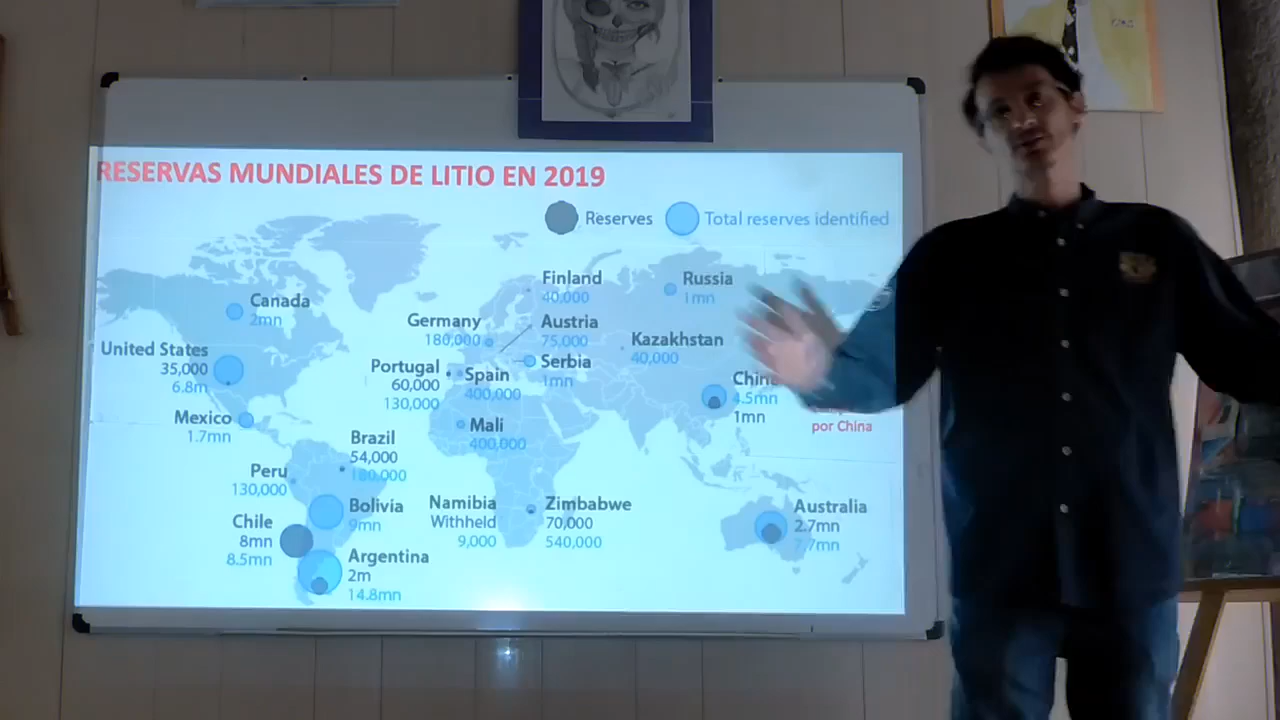 RESERVAS MUNDIALES DE LITIO EN 2019
Reserves
Total reserves identified
Finland
40,000
Russia
1mn
Canada
2mn
Germany
180,000
Austria
75,000
Kazakhstan
40,000
United States
35,000
6.8m
Portugal
60,000
130,000
Spain
400,000
Serbia
1mn
China
4.5mn
1mn
por China
Mexico
1.7mn
Mali
400,000
Brazil
54,000
180,000
Peru
130,000
Bolivia
9mn
Namibia
Withheld
9,000
Zimbabwe
70,000
540,000
Australia
2.7mn
7.7mn
Chile
8mn
8.5mn
Argentina
2m
14.8mn